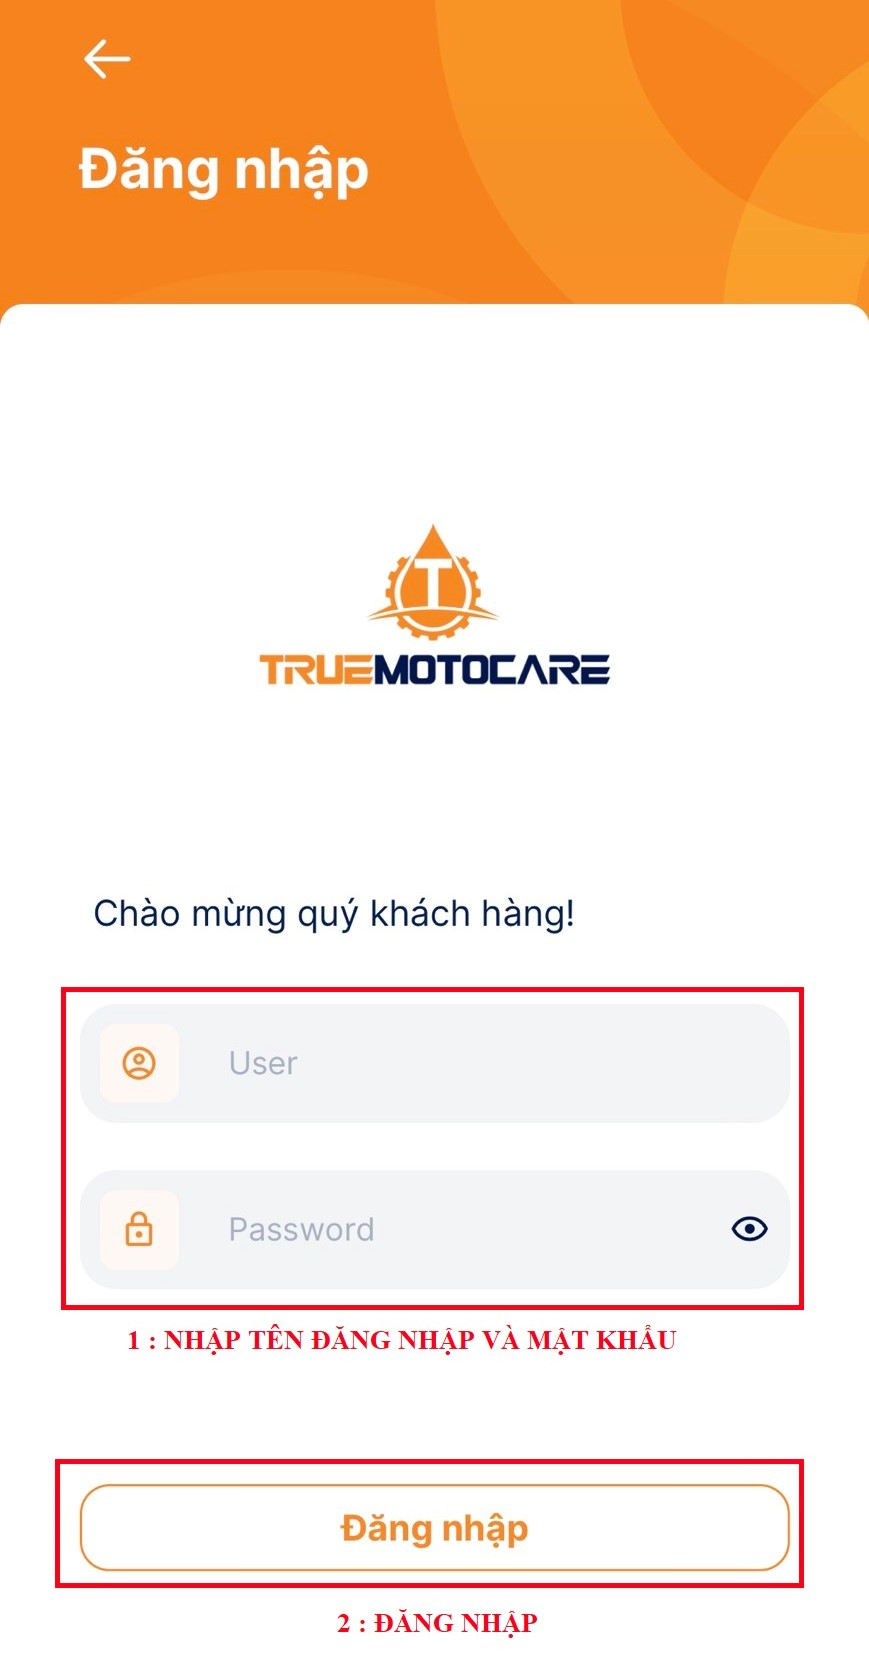 Đăng nhập
T
TRUEMOTOCARE
Chào mừng quý khách hàng!
User
Password
1 : NHẬP TÊN ĐĂNG NHẬP VÀ MẬT KHẨU
Đăng nhập
2 : ĐĂNG NHẬP